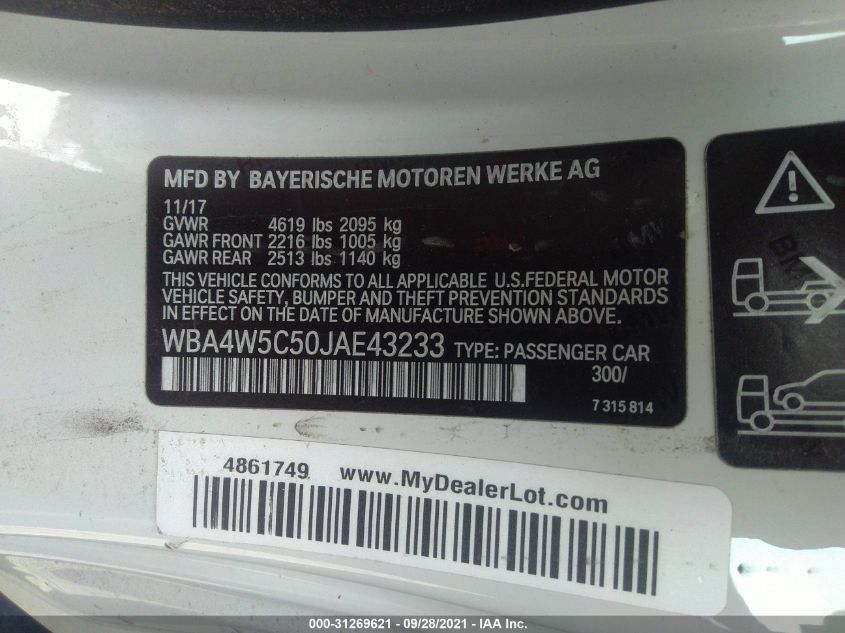 MFD BY BAYERISCHE MOTOREN WERKE AG
11/17
GVWR 4619 lbs 2095 kg
GAWR FRONT 2216 lbs 1005 kg
GAWR REAR 2513 lbs 1140 kg
THIS VEHICLE CONFORMS TO ALL APPLICABLE U.S.FEDERAL MOTOR
VEHICLE SAFETY, BUMPER AND THEFT PREVENTION STANDARDS
IN EFFECT ON THE DATE OF MANUFACTURE SHOWN ABOVE.
WBA4W5C50JAE43233 TYPE: PASSENGER CAR
300/
7 315 814
4861749 www.MyDealerLot.com
000-31269621 - 09/28/2021 - IAA Inc.